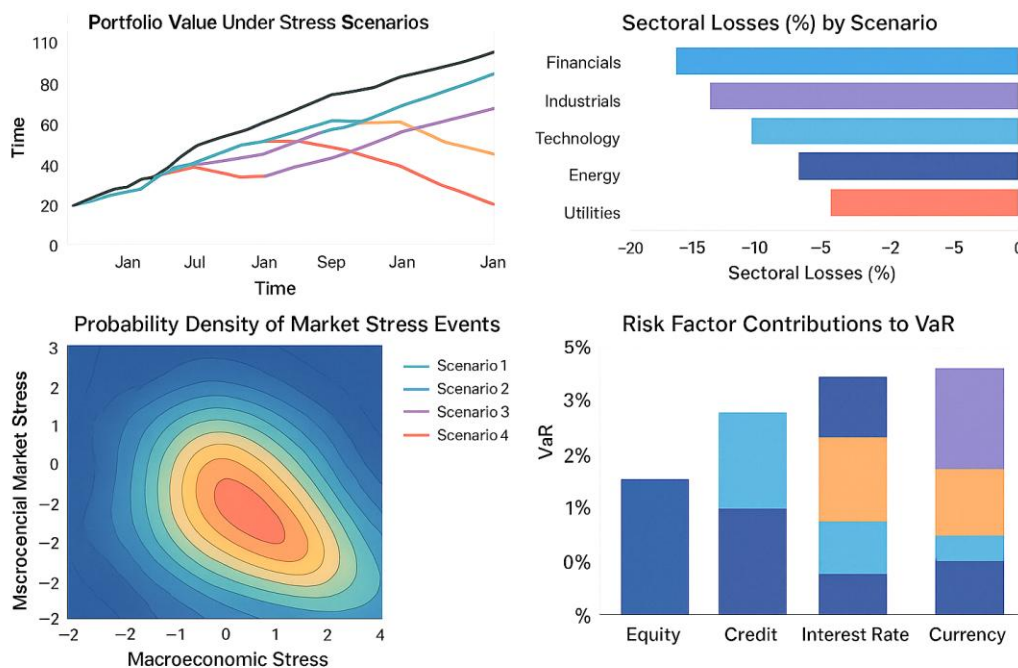 Portfolio Value Under Stress Scenarios
110
80
60
40
20
0
Time
Jan Jul Jan Sep Jan Jan
Time
Sectoral Losses (%) by Scenario
Financials
Industrials
Technology
Energy
Utilities
−20 −15 −10 −5 −2 −5 0
Sectoral Losses (%)
Probability Density of Market Stress Events
3
2
1
0
−2
−2
−2
−2
Mscrocencial Market Stress
−2 −2 −1 0 1 2 3 4
Macroeconomic Stress
Scenario 1
Scenario 2
Scenario 3
Scenario 4
Risk Factor Contributions to VaR
5%
3%
2%
1%
0%
%
VaR
Equity Credit Interest Rate Currency